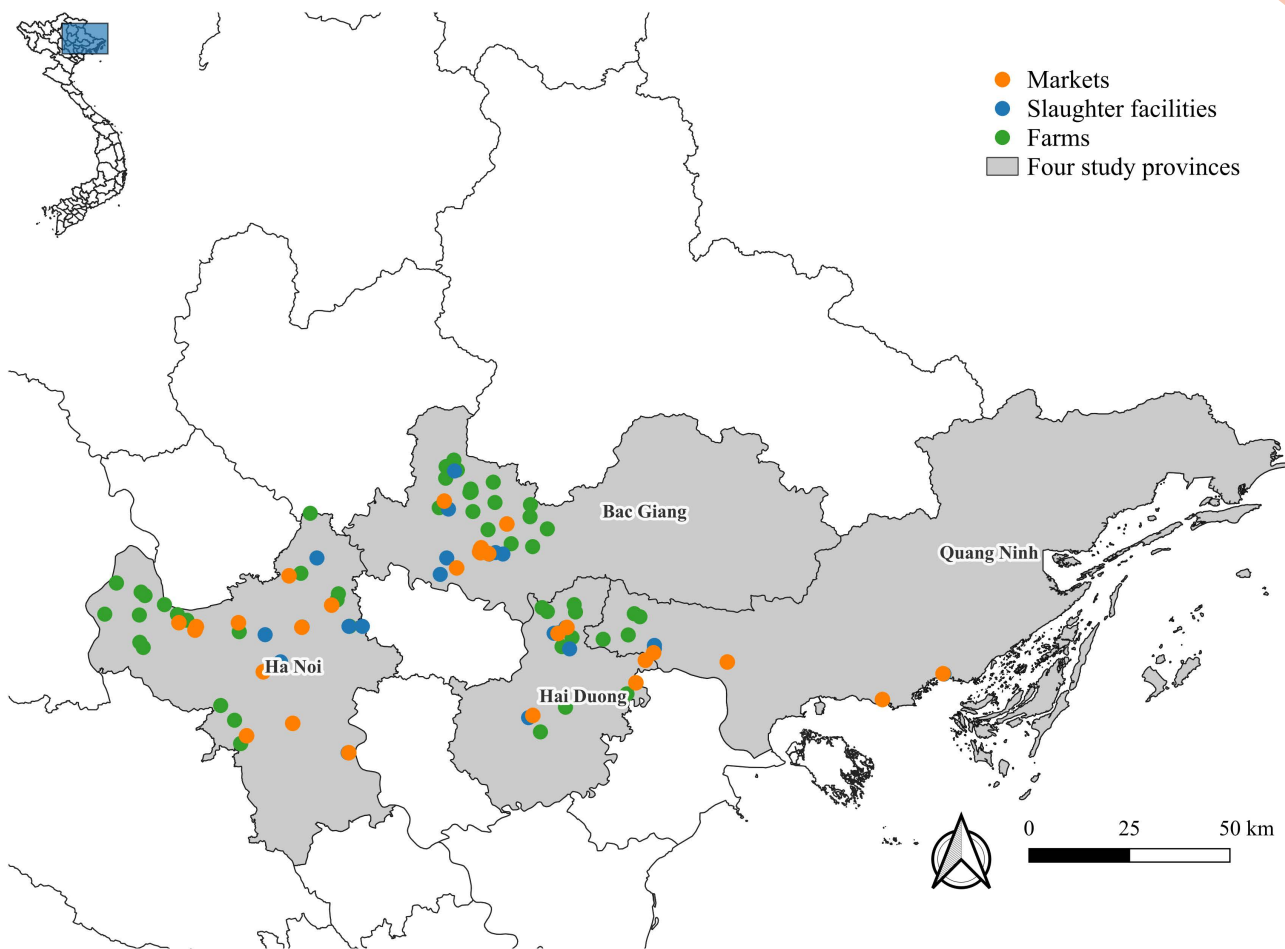 Markets
Slaughter facilities
Farms
Four study provinces
Bac Giang
Quang Ninh
Ha Noi
Hai Duong
0 25 50 km